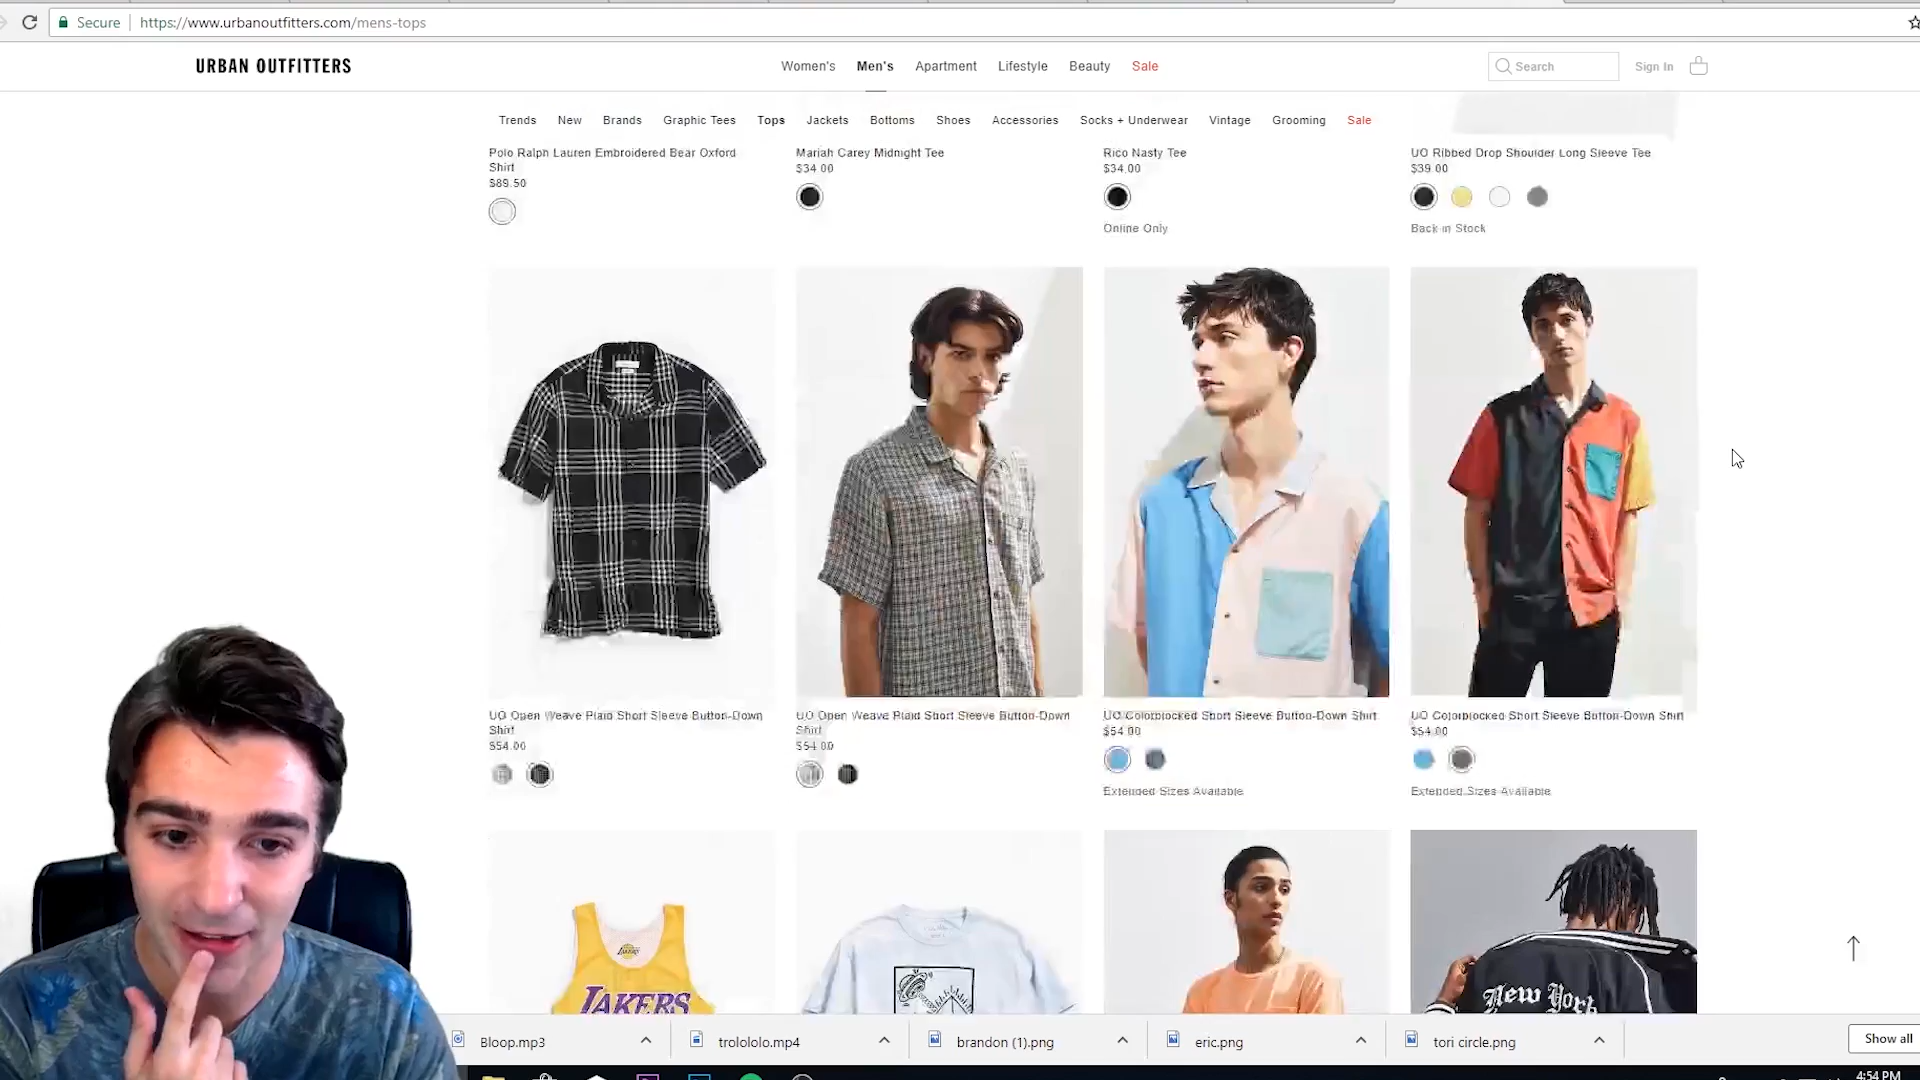 Secure https://www.urbanoutfitters.com/mens-tops
URBAN OUTFITTERS
Women's Men's Apartment Lifestyle Beauty Sale
Search
Sign In
Trends New Brands Graphic Tees Tops Jackets Bottoms Shoes Accessories Socks + Underwear Vintage Grooming Sale
Polo Ralph Lauren Embroidered Bear Oxford
Shirt
$89.50
Mariah Carey Midnight Tee
$34.00
Rico Nasty Tee
$34.00
Online Only
UO Ribbed Drop Shoulder Long Sleeve Tee
$39.00
Back in Stock
UO Open Weave Plaid Short Sleeve Button-Down
Shirt
$54.00
UO Open Weave Plaid Short Sleeve Button-Down
Shirt
$54.00
UO Colorblocked Short Sleeve Button-Down Shirt
$54.00
Extended Sizes Available
UO Colorblocked Short Sleeve Button-Down Shirt
$54.00
Extended Sizes Available
LAKERS
LAKERS
New York
Bloop.mp3
trolololo.mp4
brandon (1).png
eric.png
tori circle.png
Show all
4:54 PM